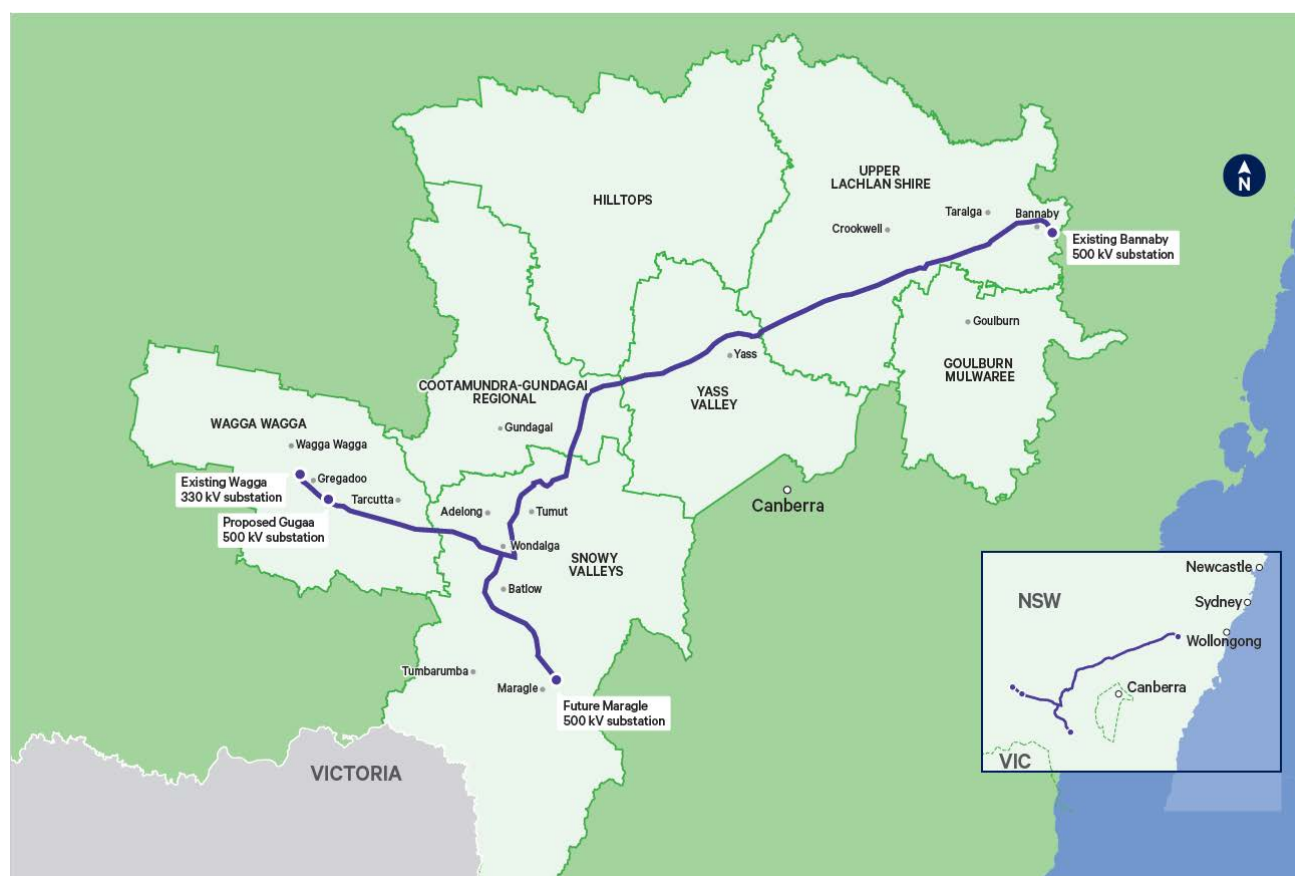 HILLTOPS
UPPER
LACHLAN SHIRE
Taralga
Bannaby
Crookwell
Existing Bannaby
500 kV substation
N
Goulburn
GOULBURN
MULWAREE
Yass
YASS
VALLEY
COOTAMUNDRA-GUNDAGAI
REGIONAL
Gundagai
WAGGA WAGGA
Wagga Wagga
Existing Wagga
330 kV substation
Gregadoo
Tarcutta
Proposed Gugaa
500 kV substation
Adelong
Tumut
Canberra
Wondalga
SNOWY
VALLEYS
Batlow
Tumbarumba
Maragle
Future Maragle
500 kV substation
VICTORIA
NSW
Newcastle
Sydney
Wollongong
Canberra
VIC